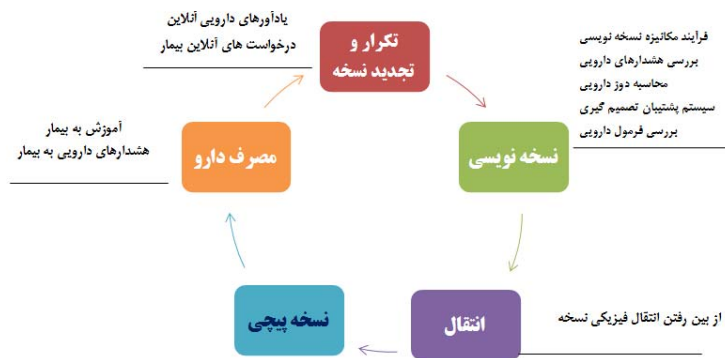 یادآورهای دارویی آنلاین
درخواست های آنلاین بیمار
تکرار و
تجدید نسخه
فرآیند مکانیزه نسخه نویسی
بررسی هشدارهای دارویی
محاسبه دوز دارویی
سیستم پشتیبان تصمیم گیری
بررسی فرمول دارویی
نسخه نویسی
از بین رفتن انتقال فیزیکی نسخه
انتقال
نسخه پیچی
مصرف دارو
آموزش به بیمار
هشدارهای دارویی به بیمار